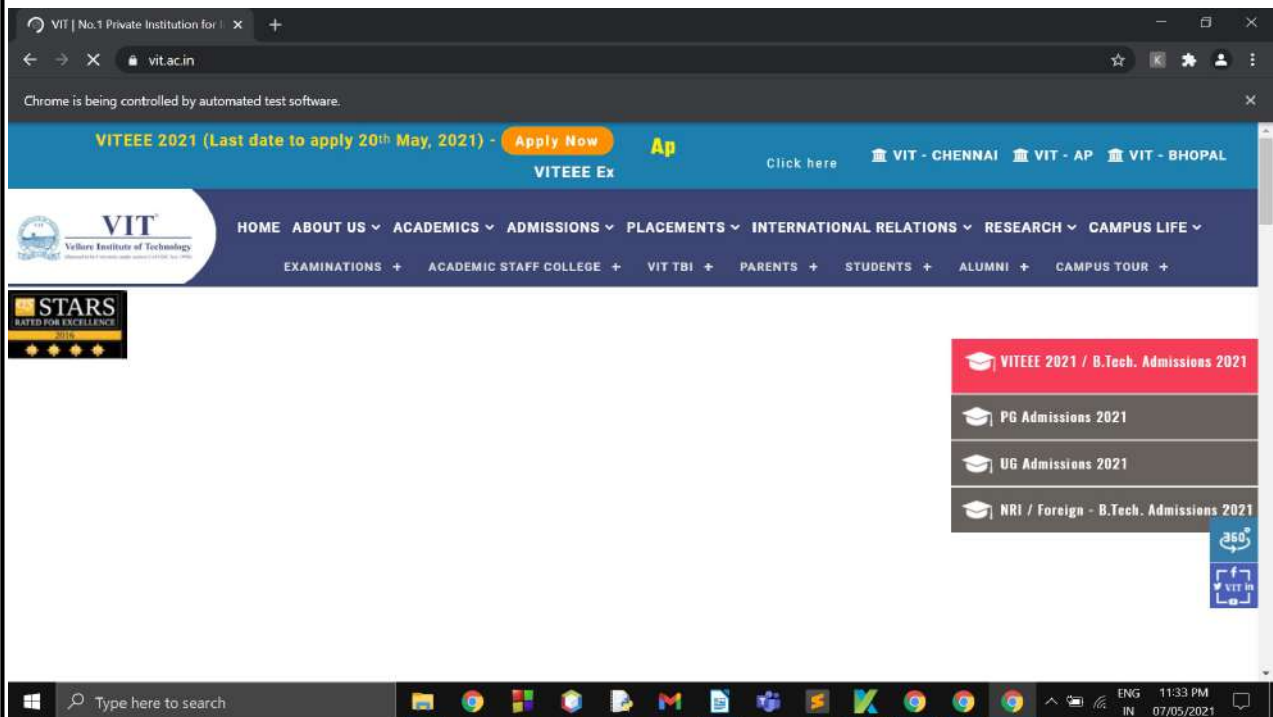 VIT | No.1 Private Institution for I
vit.ac.in
K
Chrome is being controlled by automated test software.
VITEEE 2021 (Last date to apply 20th May, 2021) - Apply Now
VITEEE Ex
Ap
Click here
VIT - CHENNAI VIT - AP VIT - BHOPAL
VIT
Vellore Institute of Technology
HOME ABOUT US ACADEMICS ADMISSIONS PLACEMENTS INTERNATIONAL RELATIONS RESEARCH CAMPUS LIFE
EXAMINATIONS + ACADEMIC STAFF COLLEGE + VIT TBI + PARENTS + STUDENTS + ALUMNI + CAMPUS TOUR +
STARS
RATED FOR EXCELLENCE
2016
VITEEE 2021 / B.Tech. Admissions 2021
PG Admissions 2021
UG Admissions 2021
NRI / Foreign - B.Tech. Admissions 2021
360°
VIT in
Type here to search
ENG 11:33 PM
IN 07/05/2021